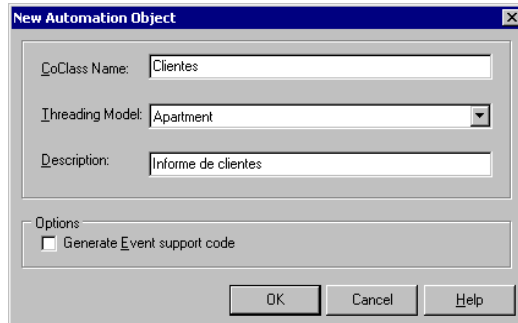 New Automation Object
CoClass Name: Clientes
Threading Model: Apartment
Description: Informe de clientes
Options
Generate Event support code
OK Cancel Help